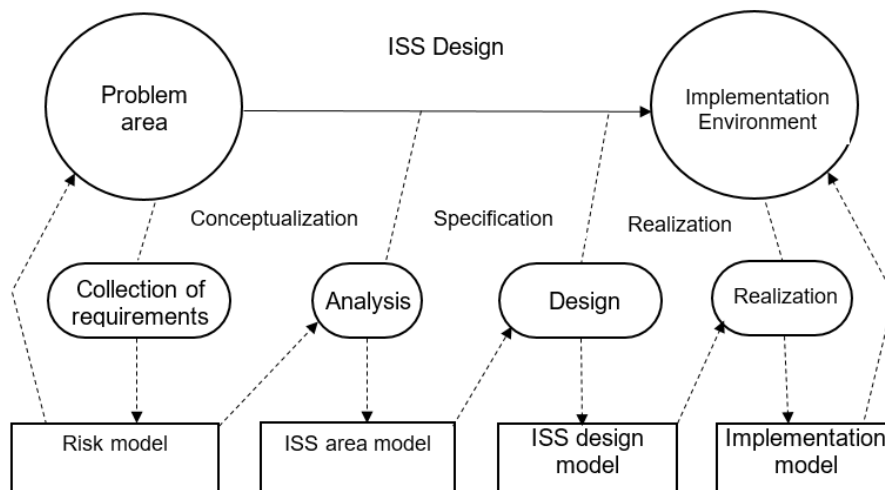 ISS Design
Problem
area
Implementation
Environment
Conceptualization
Specification
Realization
Collection of
requirements
Analysis
Design
Realization
Risk model
ISS area model
ISS design
model
Implementation
model